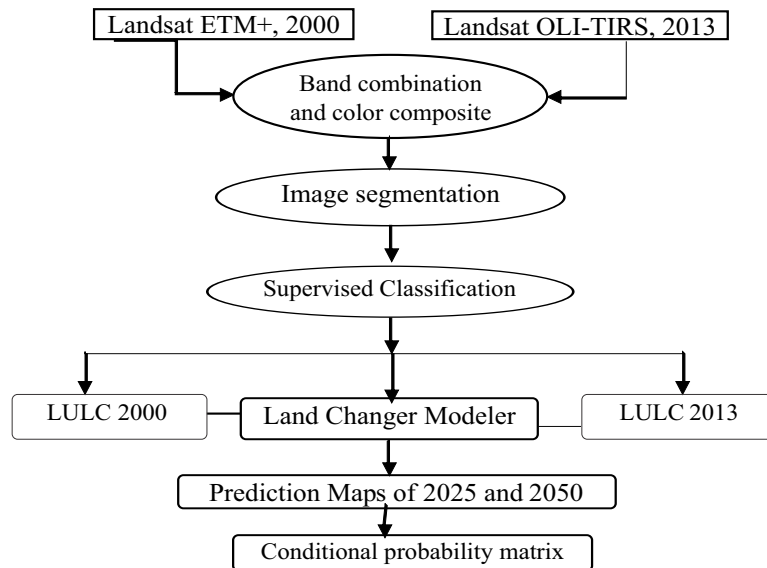 Landsat ETM+, 2000
Landsat OLI-TIRS, 2013
Band combination
and color composite
Image segmentation
Supervised Classification
LULC 2000
Land Changer Modeler
LULC 2013
Prediction Maps of 2025 and 2050
Conditional probability matrix